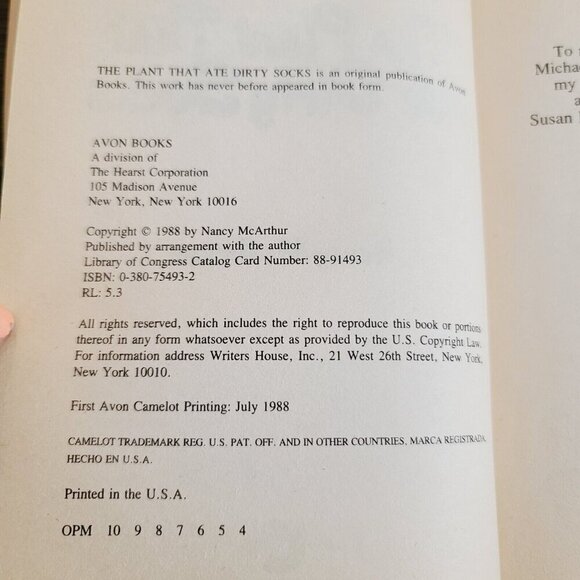 THE PLANT THAT ATE DIRTY SOCKS is an original publication of Avon
Books. This work has never before appeared in book form.
AVON BOOKS
A division of
The Hearst Corporation
105 Madison Avenue
New York, New York 10016
Copyright © 1988 by Nancy McArthur
Published by arrangement with the author
Library of Congress Catalog Card Number: 88-91493
ISBN: 0-380-75493-2
RL: 5.3
All rights reserved, which includes the right to reproduce this book or portions
thereof in any form whatsoever except as provided by the U.S. Copyright Law.
For information address Writers House, Inc., 21 West 26th Street, New York,
New York 10010.
First Avon Camelot Printing: July 1988
CAMELOT TRADEMARK REG. U.S. PAT. OFF. AND IN OTHER COUNTRIES, MARCA REGISTRADA,
HECHO EN U.S.A.
Printed in the U.S.A.
OPM 10 9 8 7 6 5 4
To
Michae
my
a
Susan